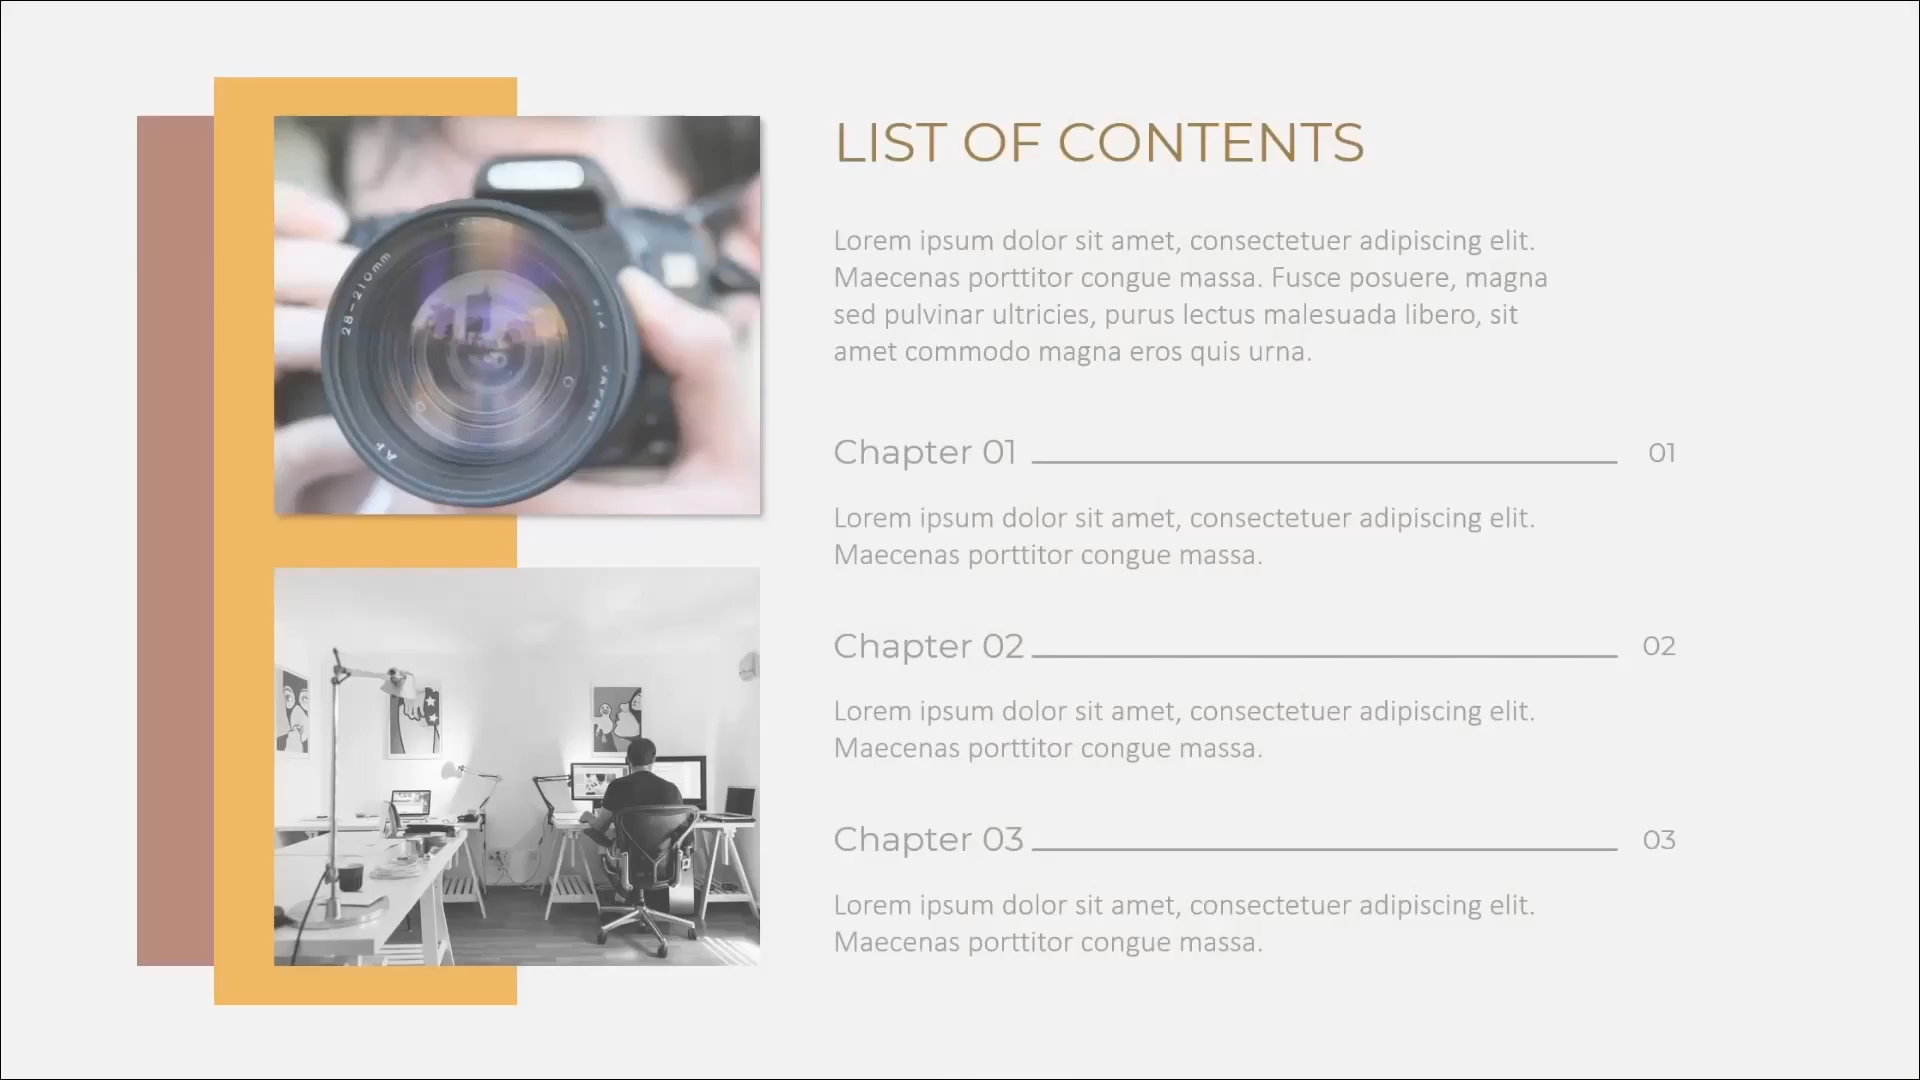 LIST OF CONTENTS
Lorem ipsum dolor sit amet, consectetuer adipiscing elit.
Maecenas porttitor congue massa. Fusce posuere, magna
sed pulvinar ultricies, purus lectus malesuada libero, sit
amet commodo magna eros quis urna.
Chapter 01 01
Lorem ipsum dolor sit amet, consectetuer adipiscing elit.
Maecenas porttitor congue massa.
Chapter 02 02
Lorem ipsum dolor sit amet, consectetuer adipiscing elit.
Maecenas porttitor congue massa.
Chapter 03 03
Lorem ipsum dolor sit amet, consectetuer adipiscing elit.
Maecenas porttitor congue massa.
28-210mm
JAPAN
AF